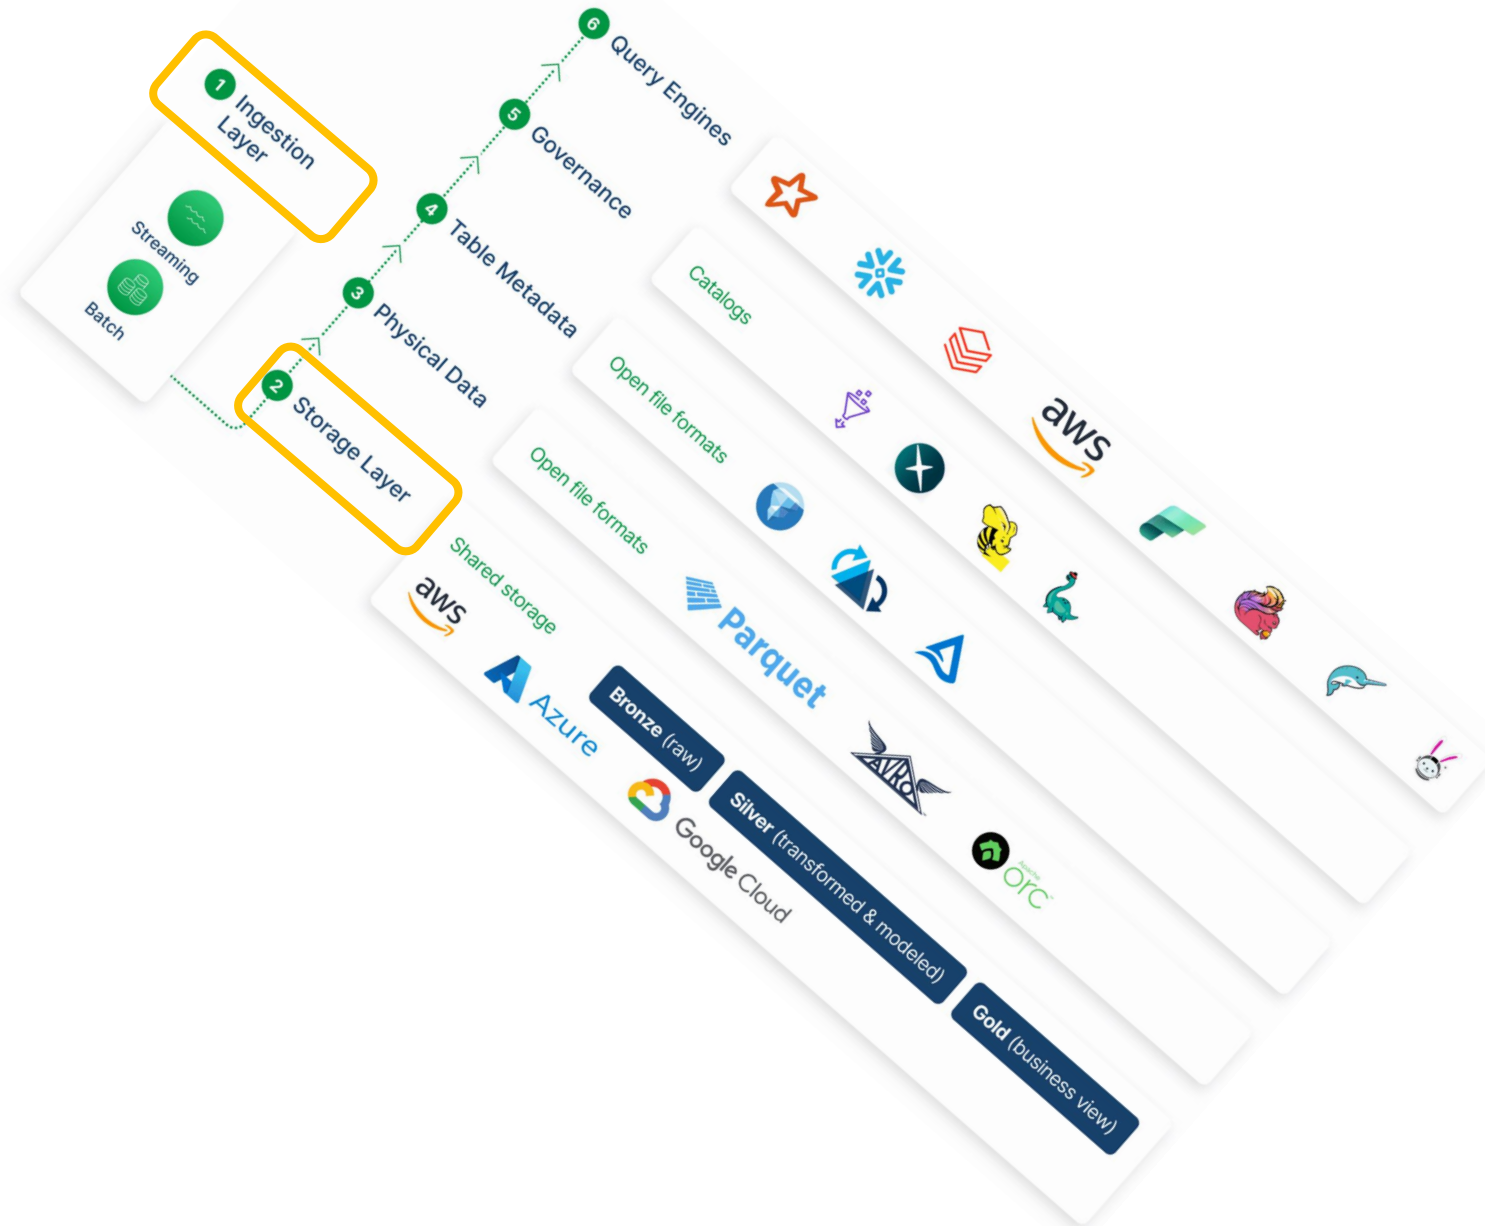 1
Ingestion
Layer
Streaming
Batch
6
Query Engines
5
Governance
Catalogs
4
Table Metadata
Open file formats
3
Physical Data
Open file formats
2
Storage Layer
Shared storage
aws
Parquet
AVRO
Apache
orc
aws
Azure
Google Cloud
Bronze (raw)
Silver (transformed & modeled)
Gold (business view)